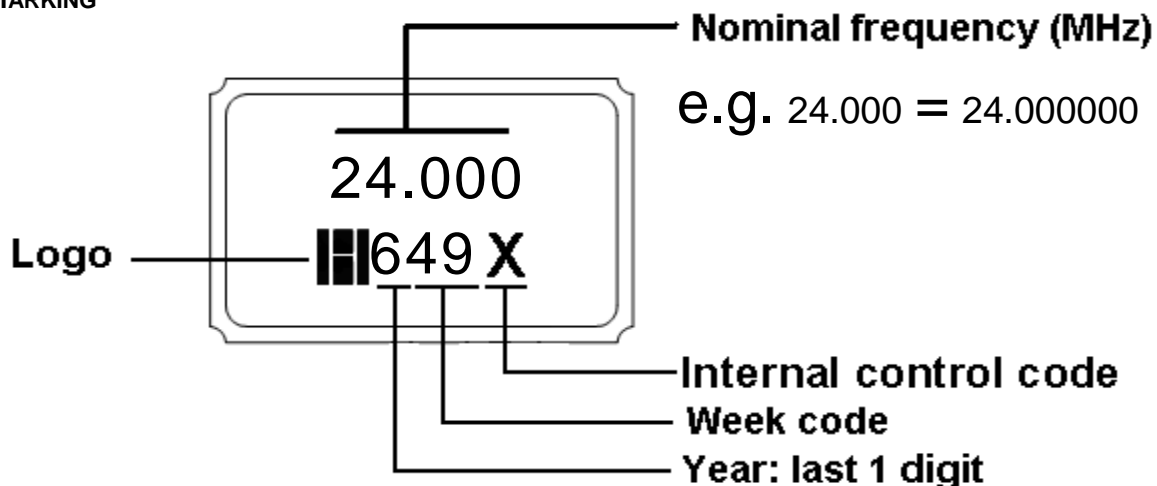 Nominal frequency (MHz)
e.g. 24.000 = 24.000000
24.000
Logo
649 X
Internal control code
Week code
Year: last 1 digit